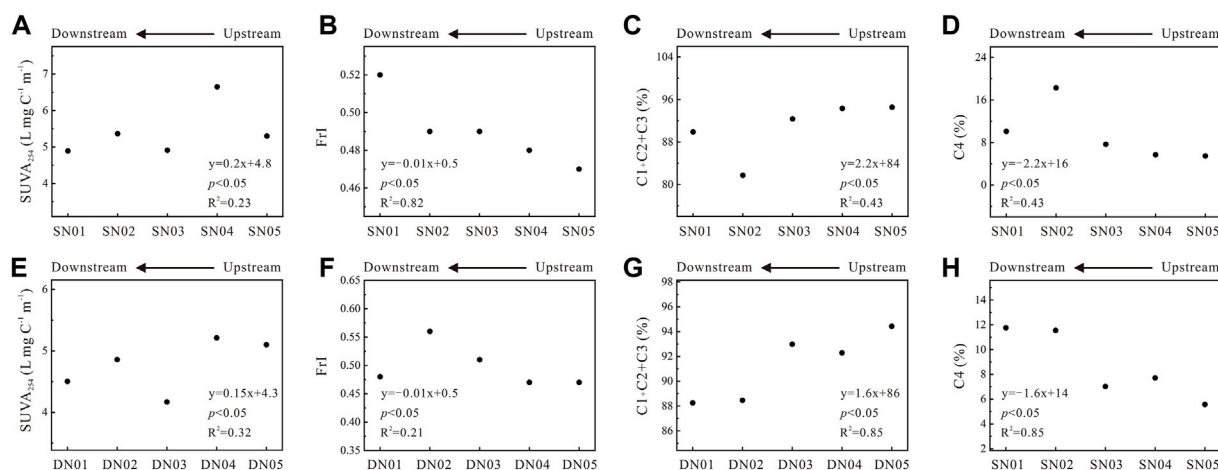 A
Downstream Upstream
SUVA254 (L mg C-1 m-1)
7
6
5
4
y=0.2x+4.8
p<0.05
R2=0.23
SN01 SN02 SN03 SN04 SN05
B
Downstream Upstream
FrI
0.52
0.50
0.48
0.46
y=−0.01x+0.5
p<0.05
R2=0.82
SN01 SN02 SN03 SN04 SN05
C
Downstream Upstream
C1+C2+C3 (%)
104
96
88
80
y=2.2x+84
p<0.05
R2=0.43
SN01 SN02 SN03 SN04 SN05
D
Downstream Upstream
C4 (%)
24
16
8
0
y=−2.2x+16
p<0.05
R2=0.43
SN01 SN02 SN03 SN04 SN05
E
Downstream Upstream
SUVA254 (L mg C-1 m-1)
6
5
4
y=0.15x+4.3
p<0.05
R2=0.32
DN01 DN02 DN03 DN04 DN05
F
Downstream Upstream
FrI
0.65
0.60
0.55
0.50
0.45
0.40
0.35
y=−0.01x+0.5
p<0.05
R2=0.21
DN01 DN02 DN03 DN04 DN05
G
Downstream Upstream
C1+C2+C3 (%)
98
96
94
92
90
88
86
y=1.6x+86
p<0.05
R2=0.85
DN01 DN02 DN03 DN04 DN05
H
Downstream Upstream
C4 (%)
14
12
10
8
6
4
2
y=−1.6x+14
p<0.05
R2=0.85
SN01 SN02 SN03 SN04 SN05